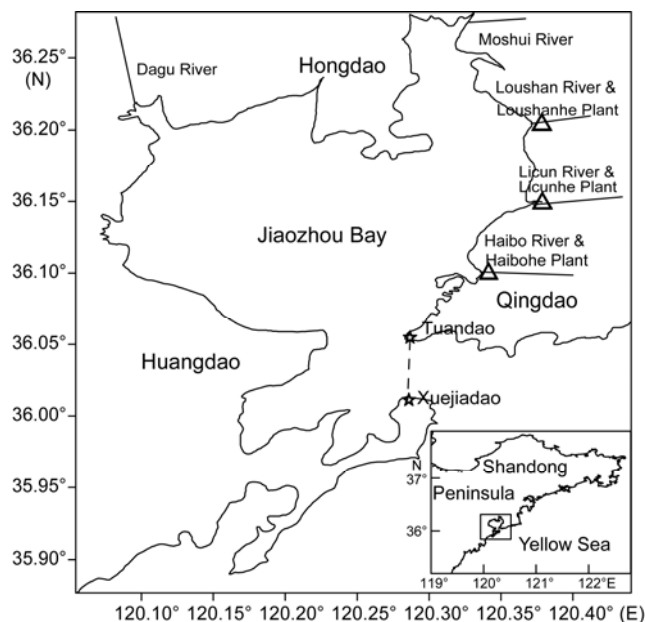 36.25°
(N)
36.20°
36.15°
36.10°
36.05°
36.00°
35.95°
35.90°
Dagu River
Hongdao
Moshui River
Loushan River &
Loushanhe Plant
Licun River &
Licunhe Plant
Jiaozhou Bay
Haibo River &
Haibohe Plant
Qingdao
Tuandao
Huangdao
Xuejiadao
N
37°
36°
Shandong
Peninsula
Yellow Sea
119°
120°
121°
122°E
120.10°
120.15°
120.20°
120.25°
120.30°
120.35°
120.40°
(E)